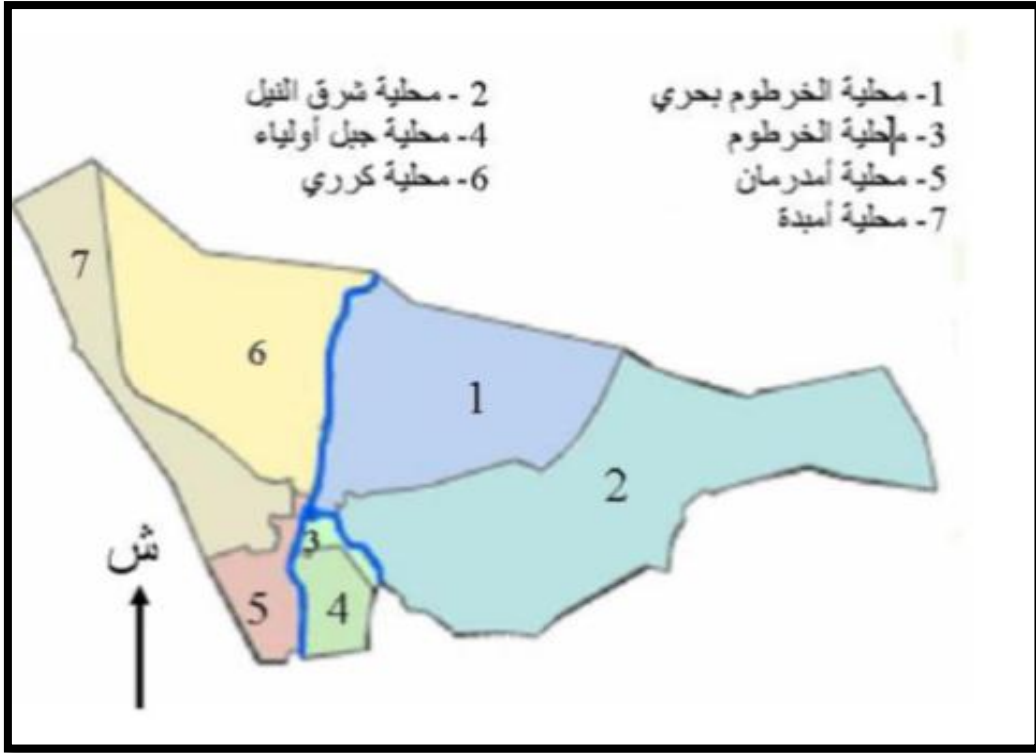 1- محلية الخرطوم بحري
2 - محلية شرق النيل
3- محلية الخرطوم
4- محلية جبل أولياء
5- محلية أمدرمان
6- محلية كرري
7- محلية أمبدة
7
6
1
2
3
ش
5
4